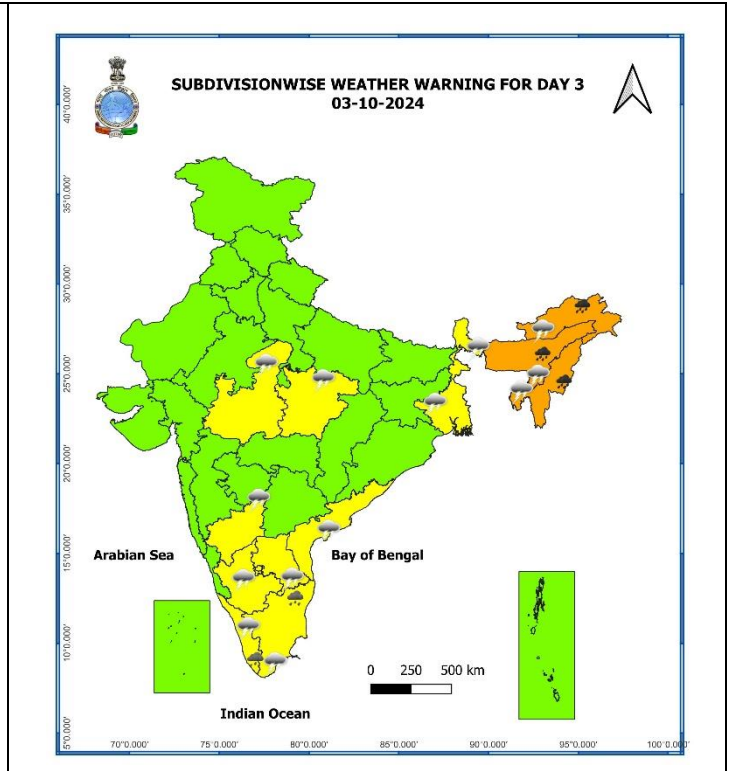 SUBDIVISIONWISE WEATHER WARNING FOR DAY 3
03-10-2024
40°0.000'
35°0.000'
30°0.000'
25°0.000'
20°0.000'
15°0.000'
10°0.000'
5°0.000'
Arabian Sea
Bay of Bengal
0 250 500 km
Indian Ocean
70°0.000' 75°0.000' 80°0.000' 85°0.000' 90°0.000' 95°0.000' 100°0.000'